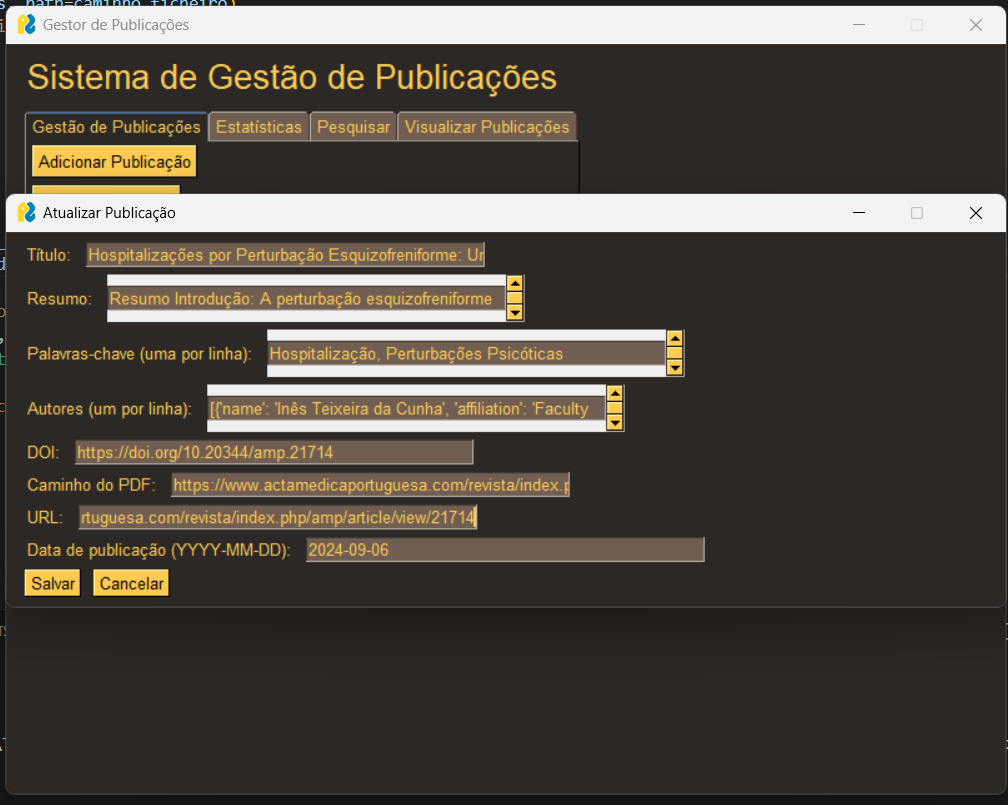 path=caminho_ficheiro)
Gestor de Publicações
Sistema de Gestão de Publicações
Gestão de Publicações Estatísticas Pesquisar Visualizar Publicações
Adicionar Publicação
Atualizar Publicação
Título: Hospitalizações por Perturbação Esquizofreniforme: Ur
Resumo: Resumo Introdução: A perturbação esquizofreniforme
Palavras-chave (uma por linha): Hospitalização, Perturbações Psicóticas
Autores (um por linha): [{'name': 'Inês Teixeira da Cunha', 'affiliation': 'Faculty
DOI: https://doi.org/10.20344/amp.21714
Caminho do PDF: https://www.actamedicaportuguesa.com/revista/index.p
URL: rtuguesa.com/revista/index.php/amp/article/view/21714
Data de publicação (YYYY-MM-DD): 2024-09-06
Salvar Cancelar